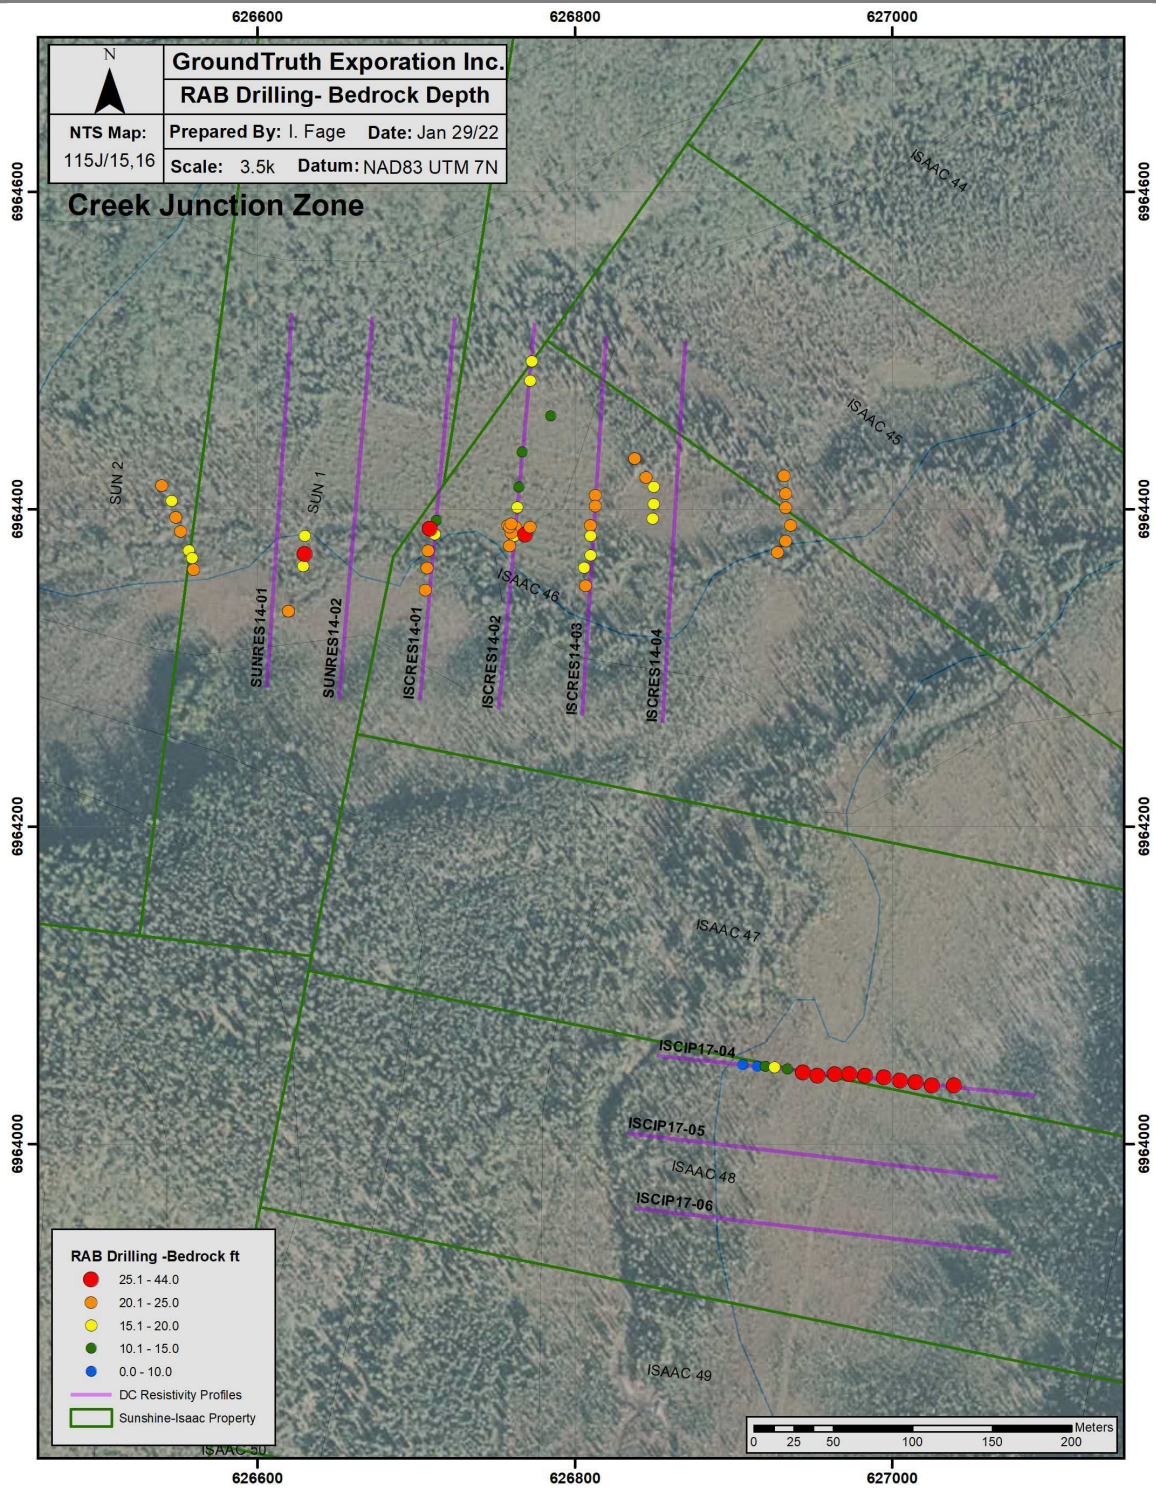 626600 626800 627000
N
GroundTruth Exporation Inc.
RAB Drilling- Bedrock Depth
NTS Map:
115J/15,16
Prepared By: I. Fage Date: Jan 29/22
Scale: 3.5k Datum: NAD83 UTM 7N
Creek Junction Zone
6964600
6964600
ISAAC 44
ISAAC 45
SUN 2
SUN 1
6964400
6964400
ISAAC 46
SUNRES14-01
SUNRES14-02
ISCRES14-01
ISCRES14-02
ISCRES14-03
ISCRES14-04
6964200
6964200
ISAAC 47
ISCIP17-04
ISCIP17-05
6964000
6964000
ISAAC 48
ISCIP17-06
RAB Drilling -Bedrock ft
25.1 - 44.0
20.1 - 25.0
15.1 - 20.0
10.1 - 15.0
0.0 - 10.0
DC Resistivity Profiles
Sunshine-Isaac Property
ISAAC 49
ISAAC 50
Meters
0 25 50 100 150 200
626600 626800 627000